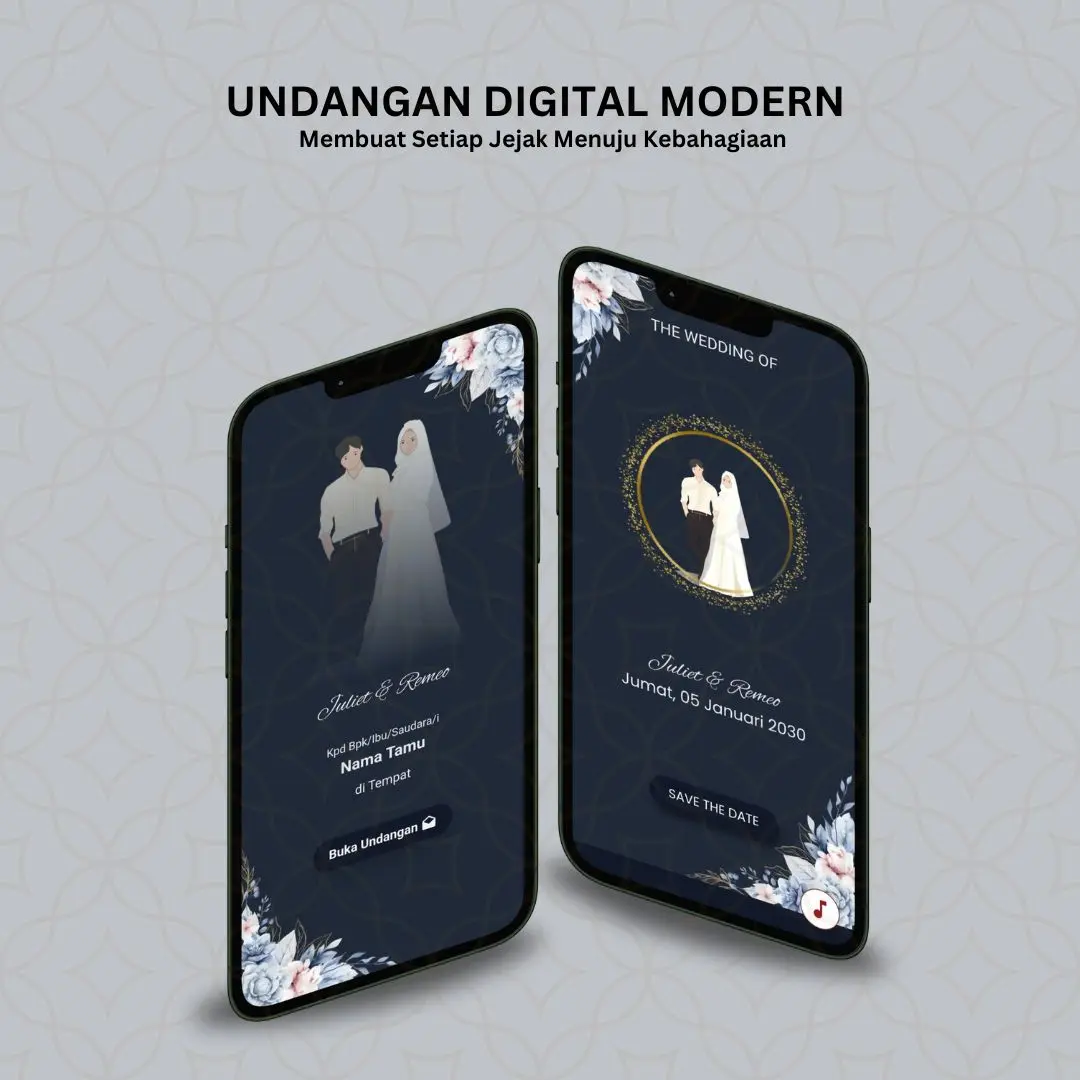 UNDANGAN DIGITAL MODERN
Membuat Setiap Jejak Menuju Kebahagiaan
Juliet & Remeo
Kpd Bpk/Ibu/Saudara/i
Nama Tamu
di Tempat
Buka Undangan
THE WEDDING OF
Juliet & Remeo
Jumat, 05 Januari 2030
SAVE THE DATE